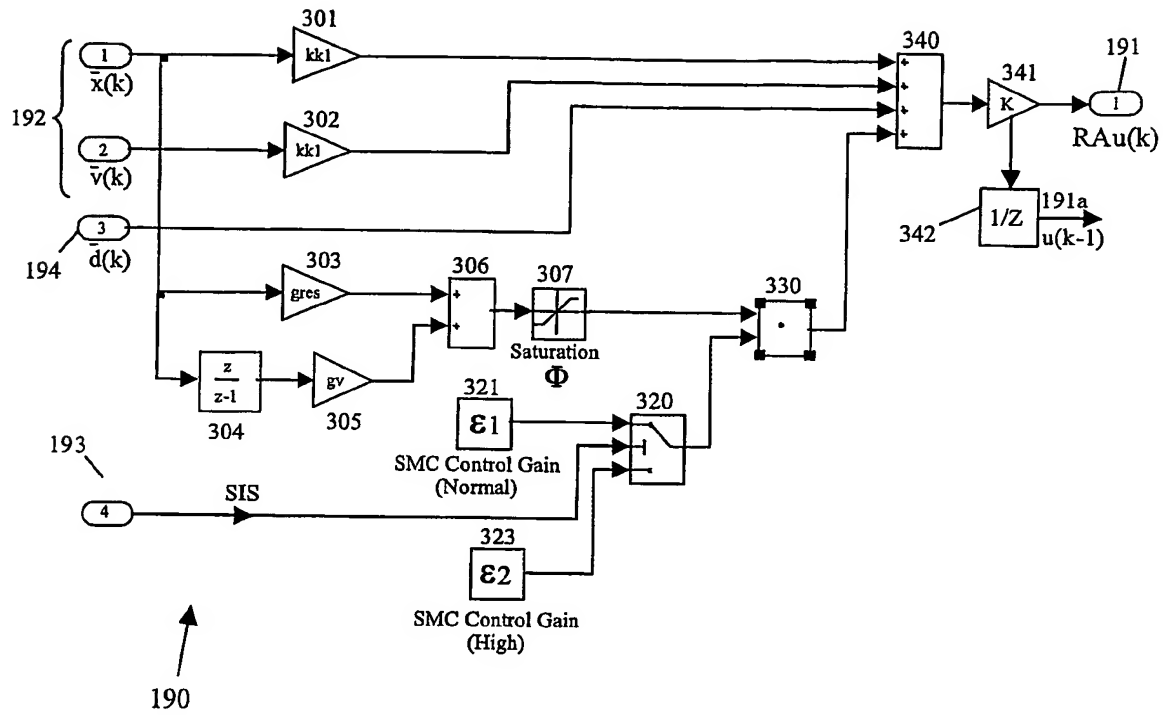 301
340
191
1
kk1
+
341
x̄(k)
+
K
1
192
302
+
RAu(k)
2
kk1
+
v̄(k)
191a
1/Z
3
342
u(k-1)
194
d̄(k)
303
306
307
330
gres
+
+
Saturation
z
z-1
gv
Φ
304
305
321
320
193
ε1
SMC Control Gain
(Normal)
4
SIS
323
ε2
SMC Control Gain
(High)
190